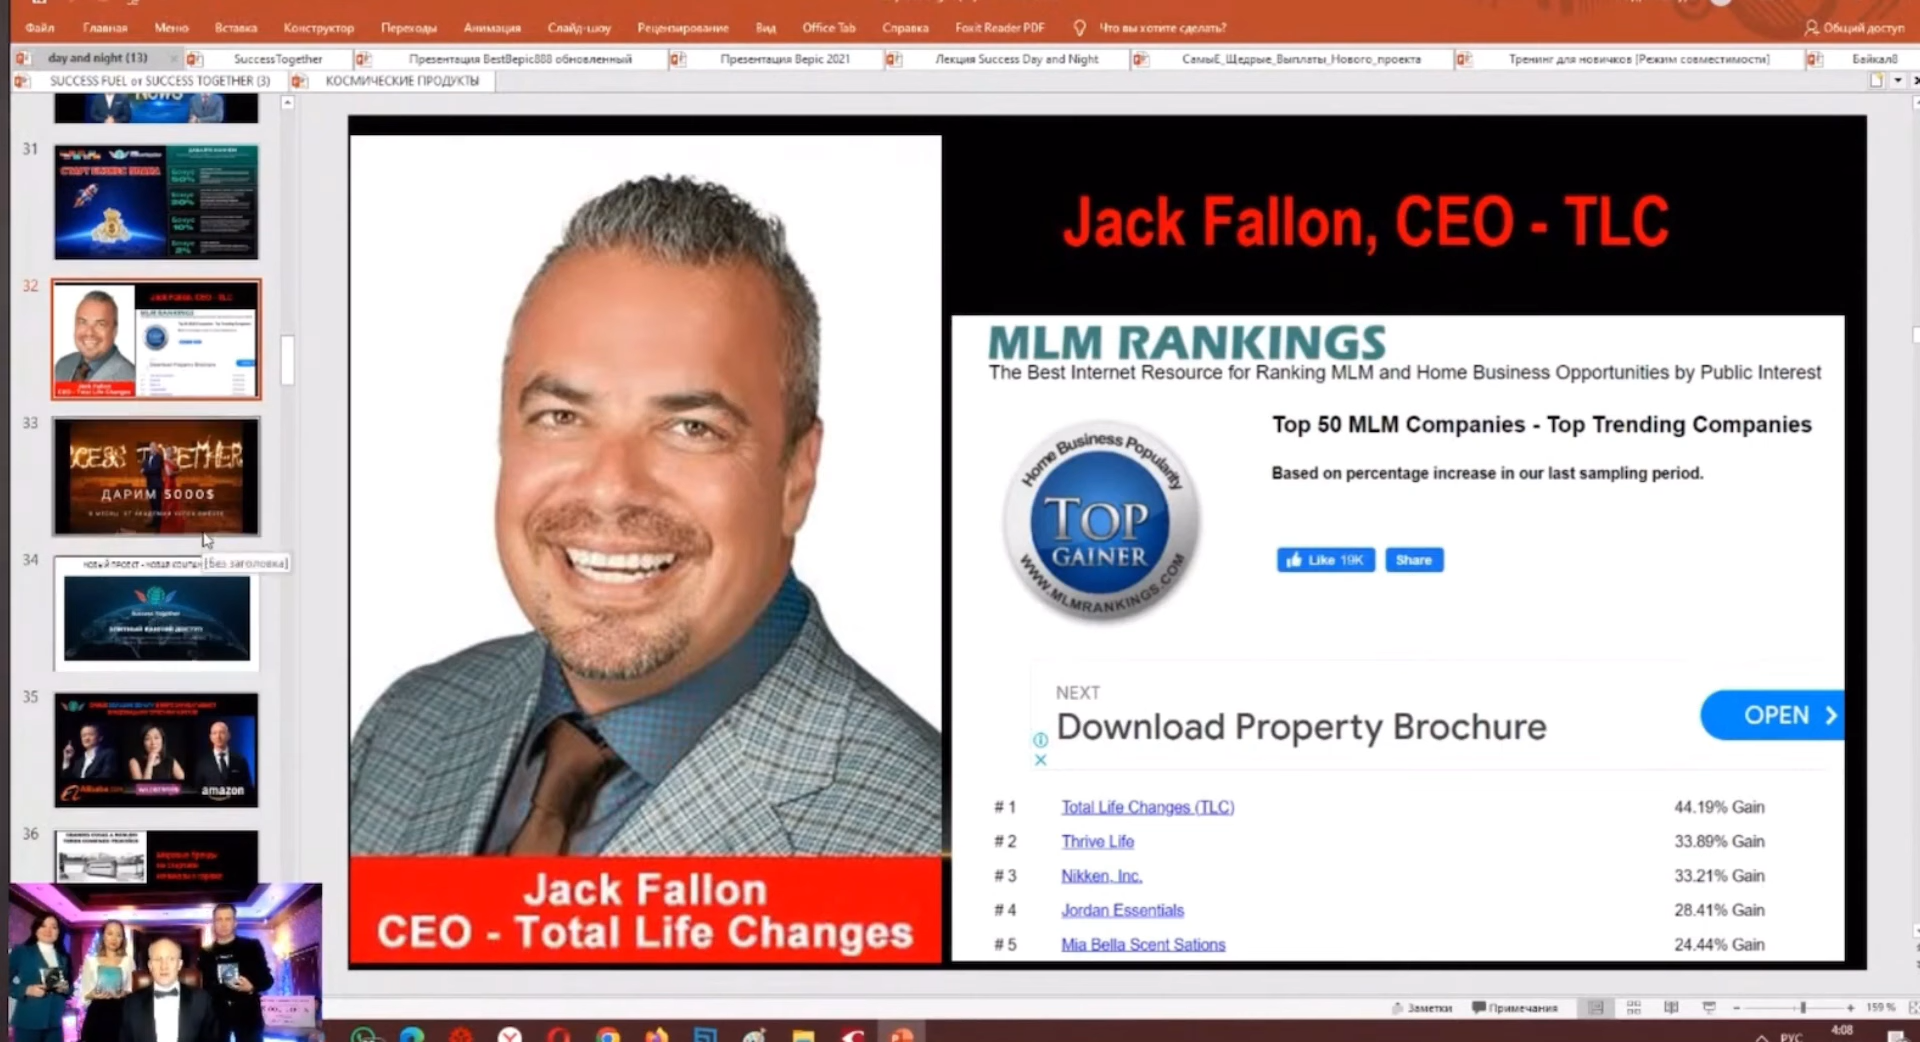 Файл Главная Меню Вставка Конструктор Переходы Анимация Слайд-шоу Рецензирование Вид Office Tab Справка Foxit Reader PDF Что вы хотите сделать? Общий доступ
day and night (13) SuccessTogether Презентация BestBepic888 обновленный Презентация Bepic 2021 Лекция Success Day and Night СамыЕ_Щедрые_Выплаты_Нового_проекта Тренинг для новичков [Режим совместимости] Байкал8
SUCCESS FUEL от SUCCESS TOGETHER (3) КОСМИЧЕСКИЕ ПРОДУКТЫ
31
32
33
ДАРИМ 5000$
34
[Без заголовка]
35
amazon
36
Jack Fallon, CEO - TLC
MLM RANKINGS
The Best Internet Resource for Ranking MLM and Home Business Opportunities by Public Interest
Top 50 MLM Companies - Top Trending Companies
Based on percentage increase in our last sampling period.
Home Business Popularity
TOP
GAINER
WWW.MLMRANKINGS.COM
Like 19K Share
NEXT
Download Property Brochure
OPEN
# 1 Total Life Changes (TLC) 44.19% Gain
# 2 Thrive Life 33.89% Gain
# 3 Nikken, Inc. 33.21% Gain
# 4 Jordan Essentials 28.41% Gain
# 5 Mia Bella Scent Sations 24.44% Gain
Jack Fallon
CEO - Total Life Changes
Заметки Примечания 159 %
РУС 4:08